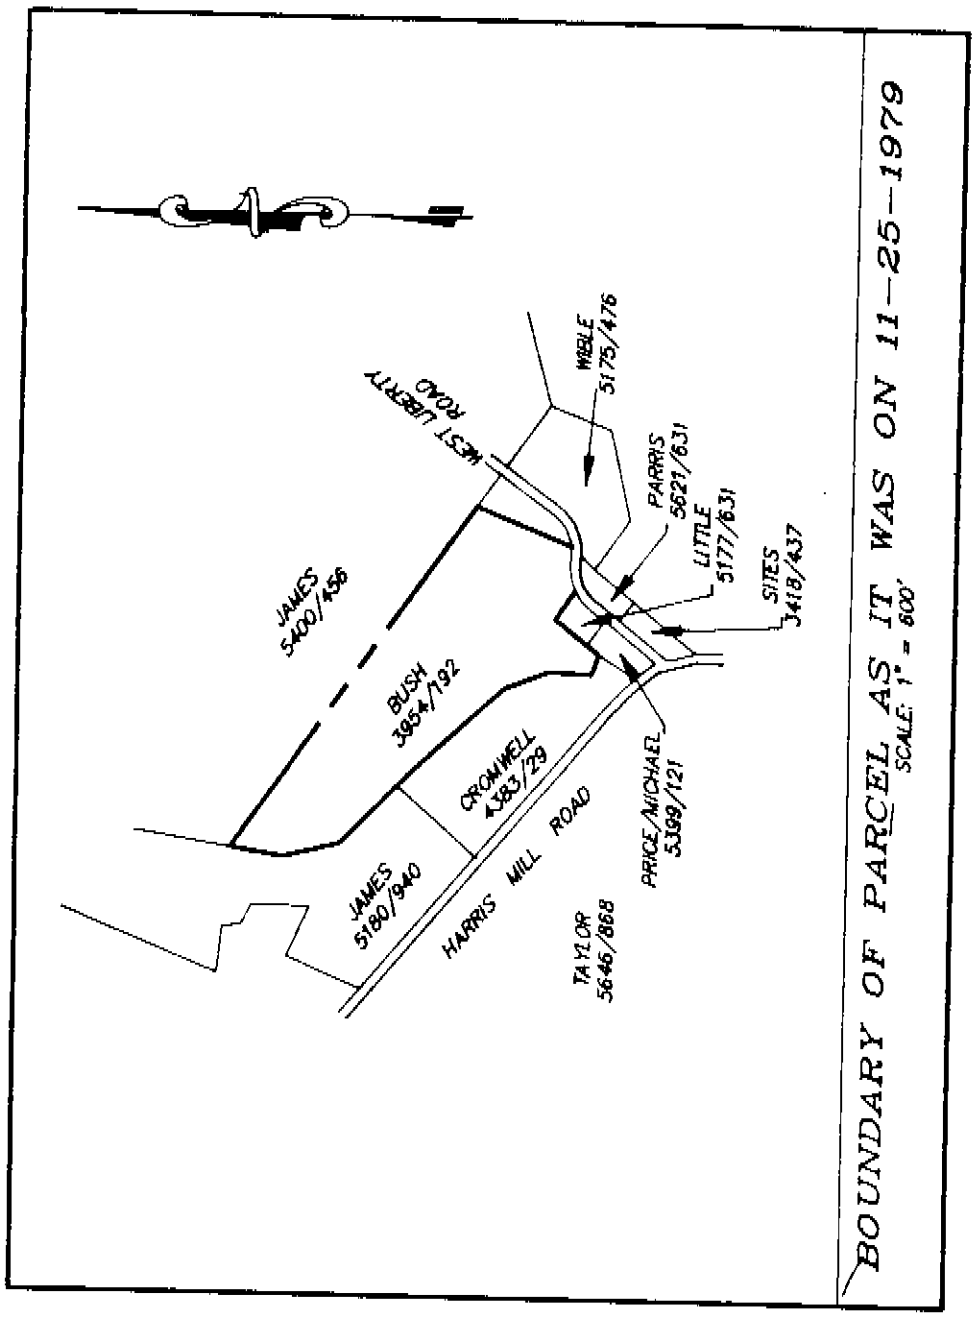 WEST LIBERTY
ROAD
WIBLE
5175/476
JAMES
5400/456
PARRIS
5621/631
LITTLE
5177/631
SITES
3418/437
BUSH
3954/192
CROMWELL
4383/29
PRICE/MICHAEL
5399/121
JAMES
5180/940
HARRIS MILL ROAD
TAYLOR
5646/868
BOUNDARY OF PARCEL AS IT WAS ON 11-25-1979
SCALE: 1" = 600'